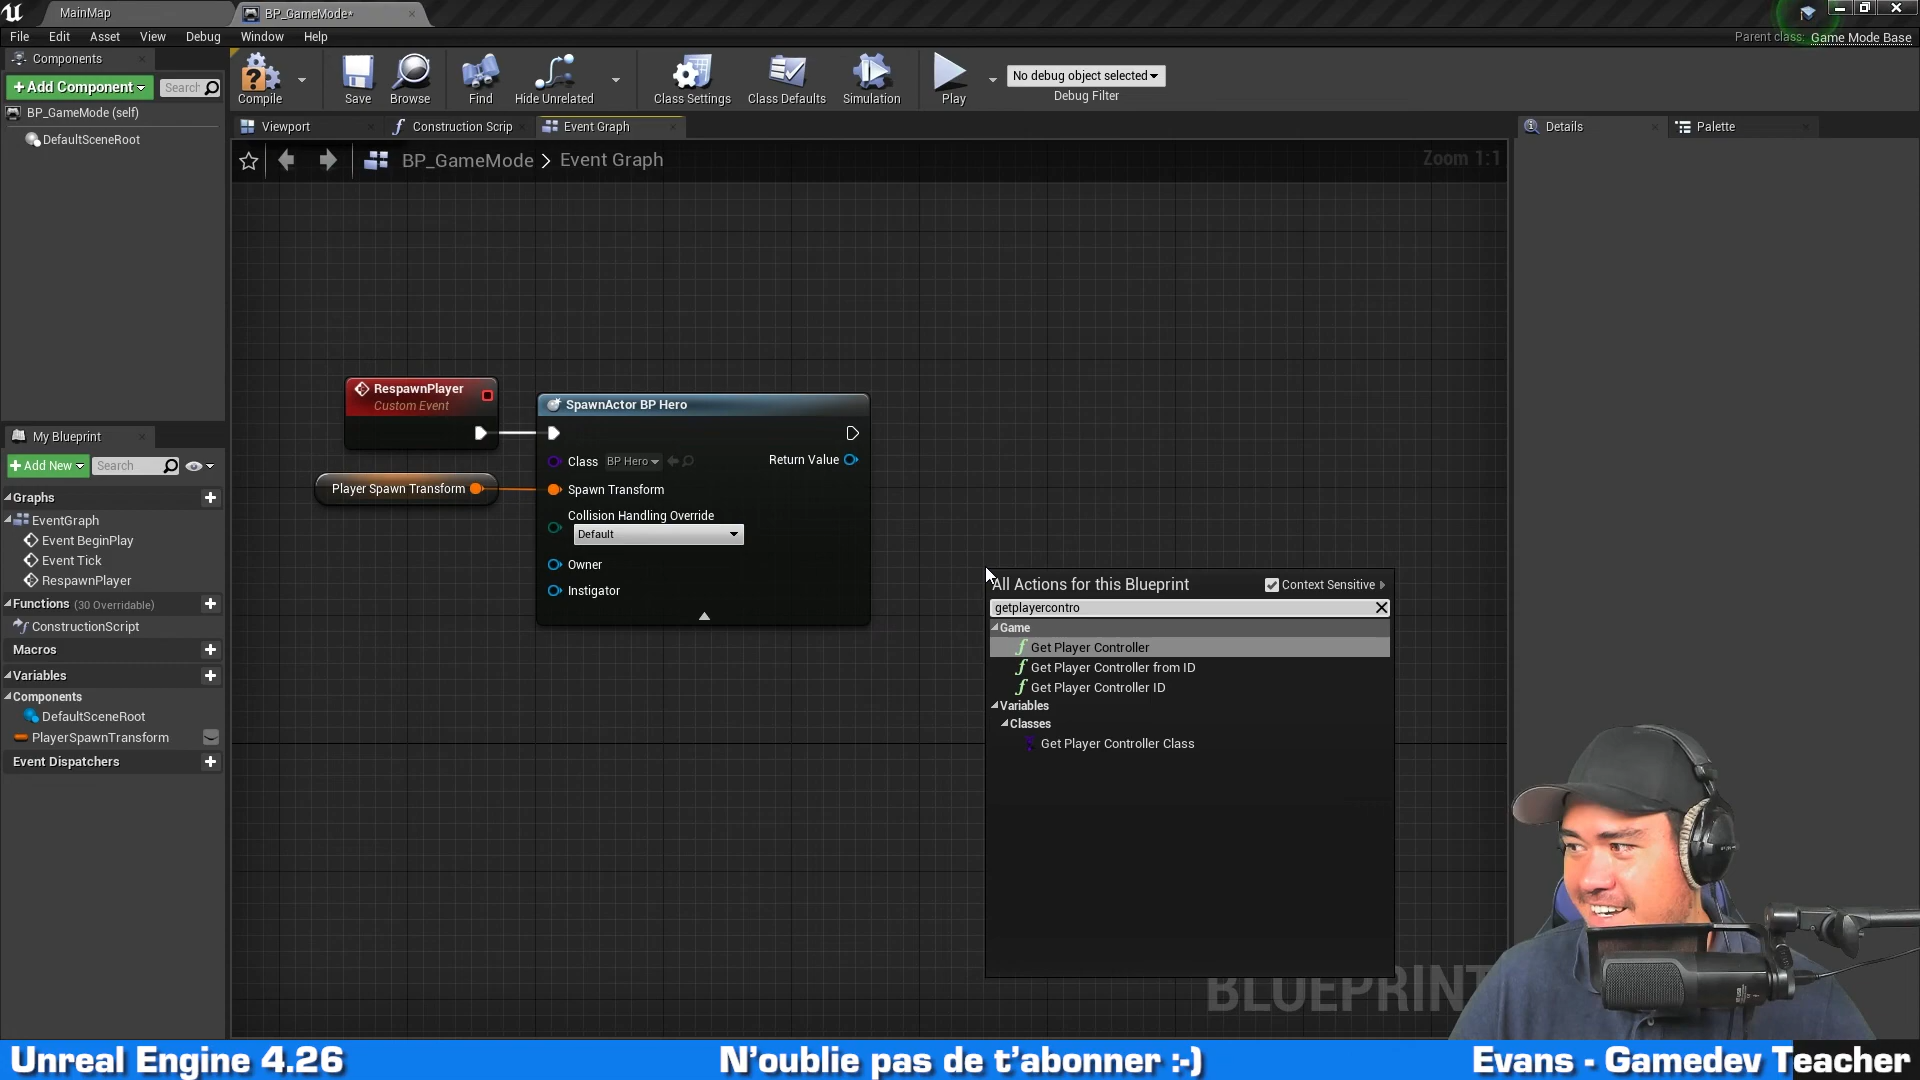 MainMap
BP_GameMode*
File Edit Asset View Debug Window Help
Parent class: Game Mode Base
Components
+Add Component
Search
BP_GameMode (self)
DefaultSceneRoot
Compile
Save
Browse
Find
Hide Unrelated
Class Settings
Class Defaults
Simulation
Play
No debug object selected
Debug Filter
Viewport
Construction Scrip
Event Graph
Details
Palette
BP_GameMode > Event Graph
Zoom 1:1
RespawnPlayer
Custom Event
Player Spawn Transform
SpawnActor BP Hero
Class BP Hero
Return Value
Spawn Transform
Collision Handling Override
Default
Owner
Instigator
My Blueprint
+Add New
Search
Graphs
EventGraph
Event BeginPlay
Event Tick
RespawnPlayer
Functions (30 Overridable)
ConstructionScript
Macros
Variables
Components
DefaultSceneRoot
PlayerSpawnTransform
Event Dispatchers
All Actions for this Blueprint
Context Sensitive
getplayercontro
Game
Get Player Controller
Get Player Controller from ID
Get Player Controller ID
Variables
Classes
Get Player Controller Class
BLUEPRINT
Unreal Engine 4.26
N'oublie pas de t'abonner :-)
Evans - Gamedev Teacher